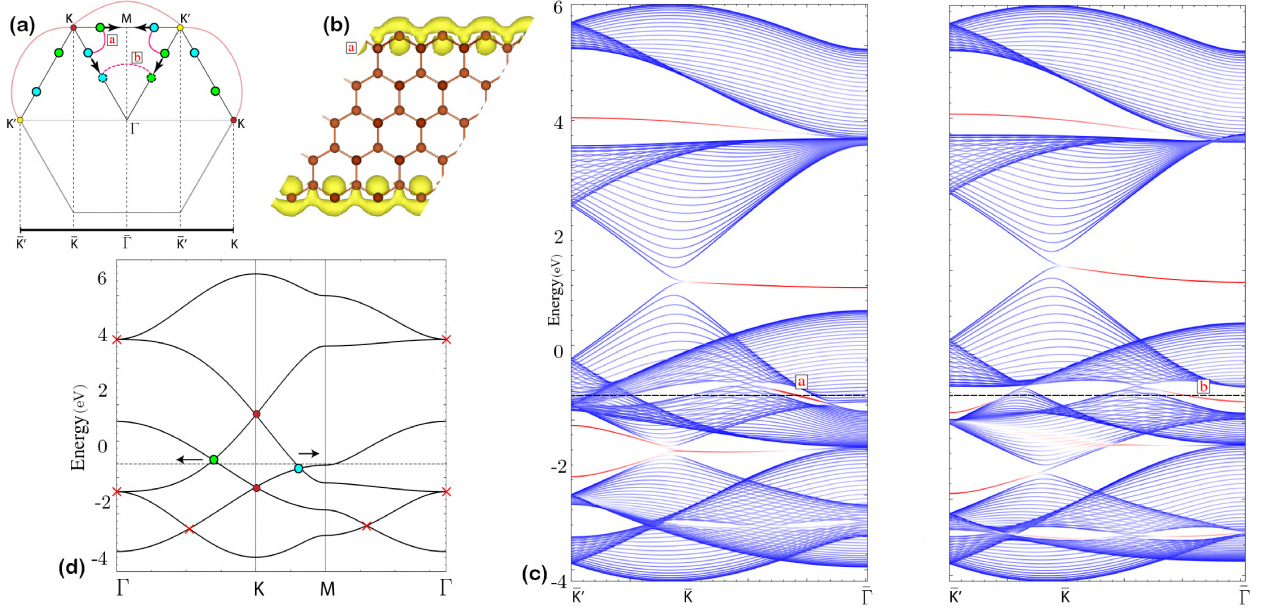 (a)
K
M
K'
a
b
K'
Γ
K
K̄'
K̄
Γ̄
K̄'
K
(b)
a
(d)
Energy (eV)
6
4
2
0
-2
-4
Γ
K
M
Γ
(c)
Energy (eV)
6
4
2
0
-2
-4
a
K̄'
K̄
Γ̄
b
K̄'
K̄
Γ̄